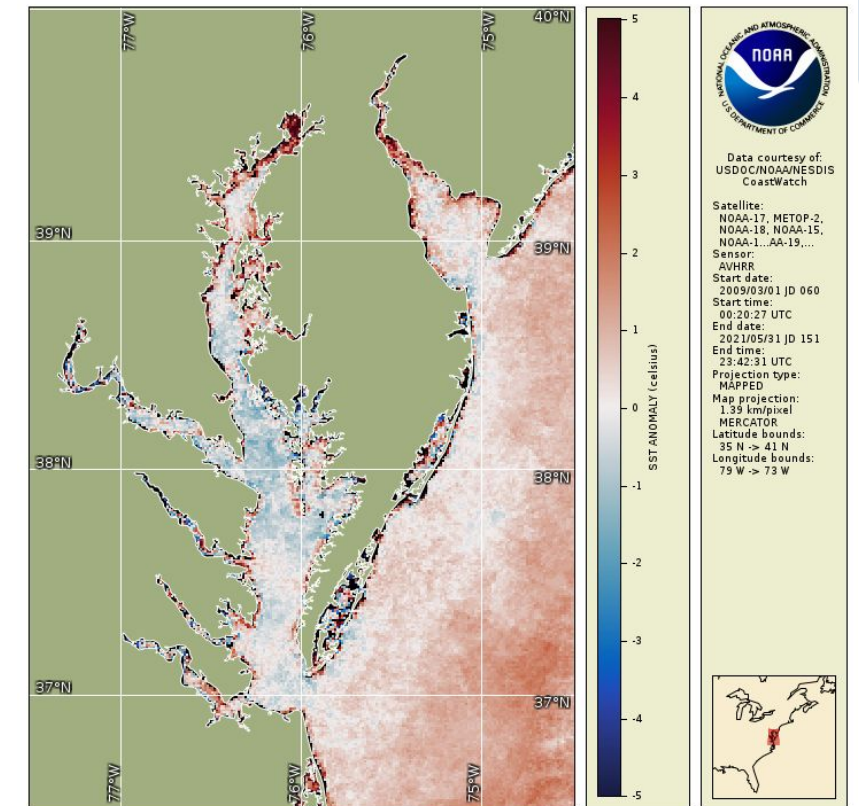 77°W
76°W
75°W
40°N
39°N
39°N
38°N
38°N
37°N
37°N
77°W
76°W
75°W
5
4
3
2
1
0
-1
-2
-3
-4
-5
SST ANOMALY (celsius)
NATIONAL OCEANIC AND ATMOSPHERIC ADMINISTRATION
NOAA
U.S. DEPARTMENT OF COMMERCE
Data courtesy of:
USDOC/NOAA/NESDIS
CoastWatch
Satellite:
NOAA-17, METOP-2,
NOAA-18, NOAA-15,
NOAA-1...AA-19,...
Sensor:
AVHRR
Start date:
2009/03/01 JD 060
Start time:
00:20:27 UTC
End date:
2021/05/31 JD 151
End time:
23:42:31 UTC
Projection type:
MAPPED
Map projection:
1.39 km/pixel
MERCATOR
Latitude bounds:
35 N -> 41 N
Longitude bounds:
79 W -> 73 W